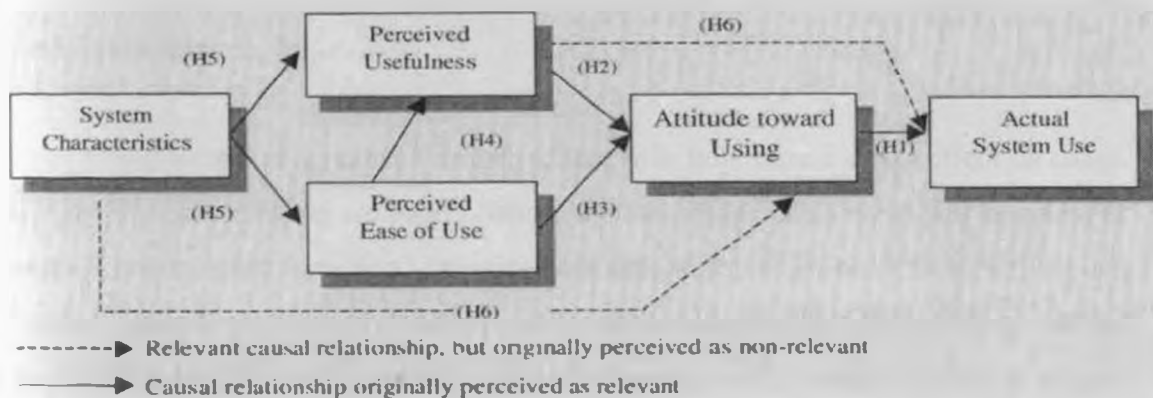 Perceived
Usefulness
(H6)
(H5)
(H2)
System
Characteristics
Attitude toward
Using
Actual
System Use
(H4)
(H1)
(H5)
Perceived
Ease of Use
(H3)
(H6)
Relevant causal relationship, but originally perceived as non-relevant
Causal relationship originally perceived as relevant